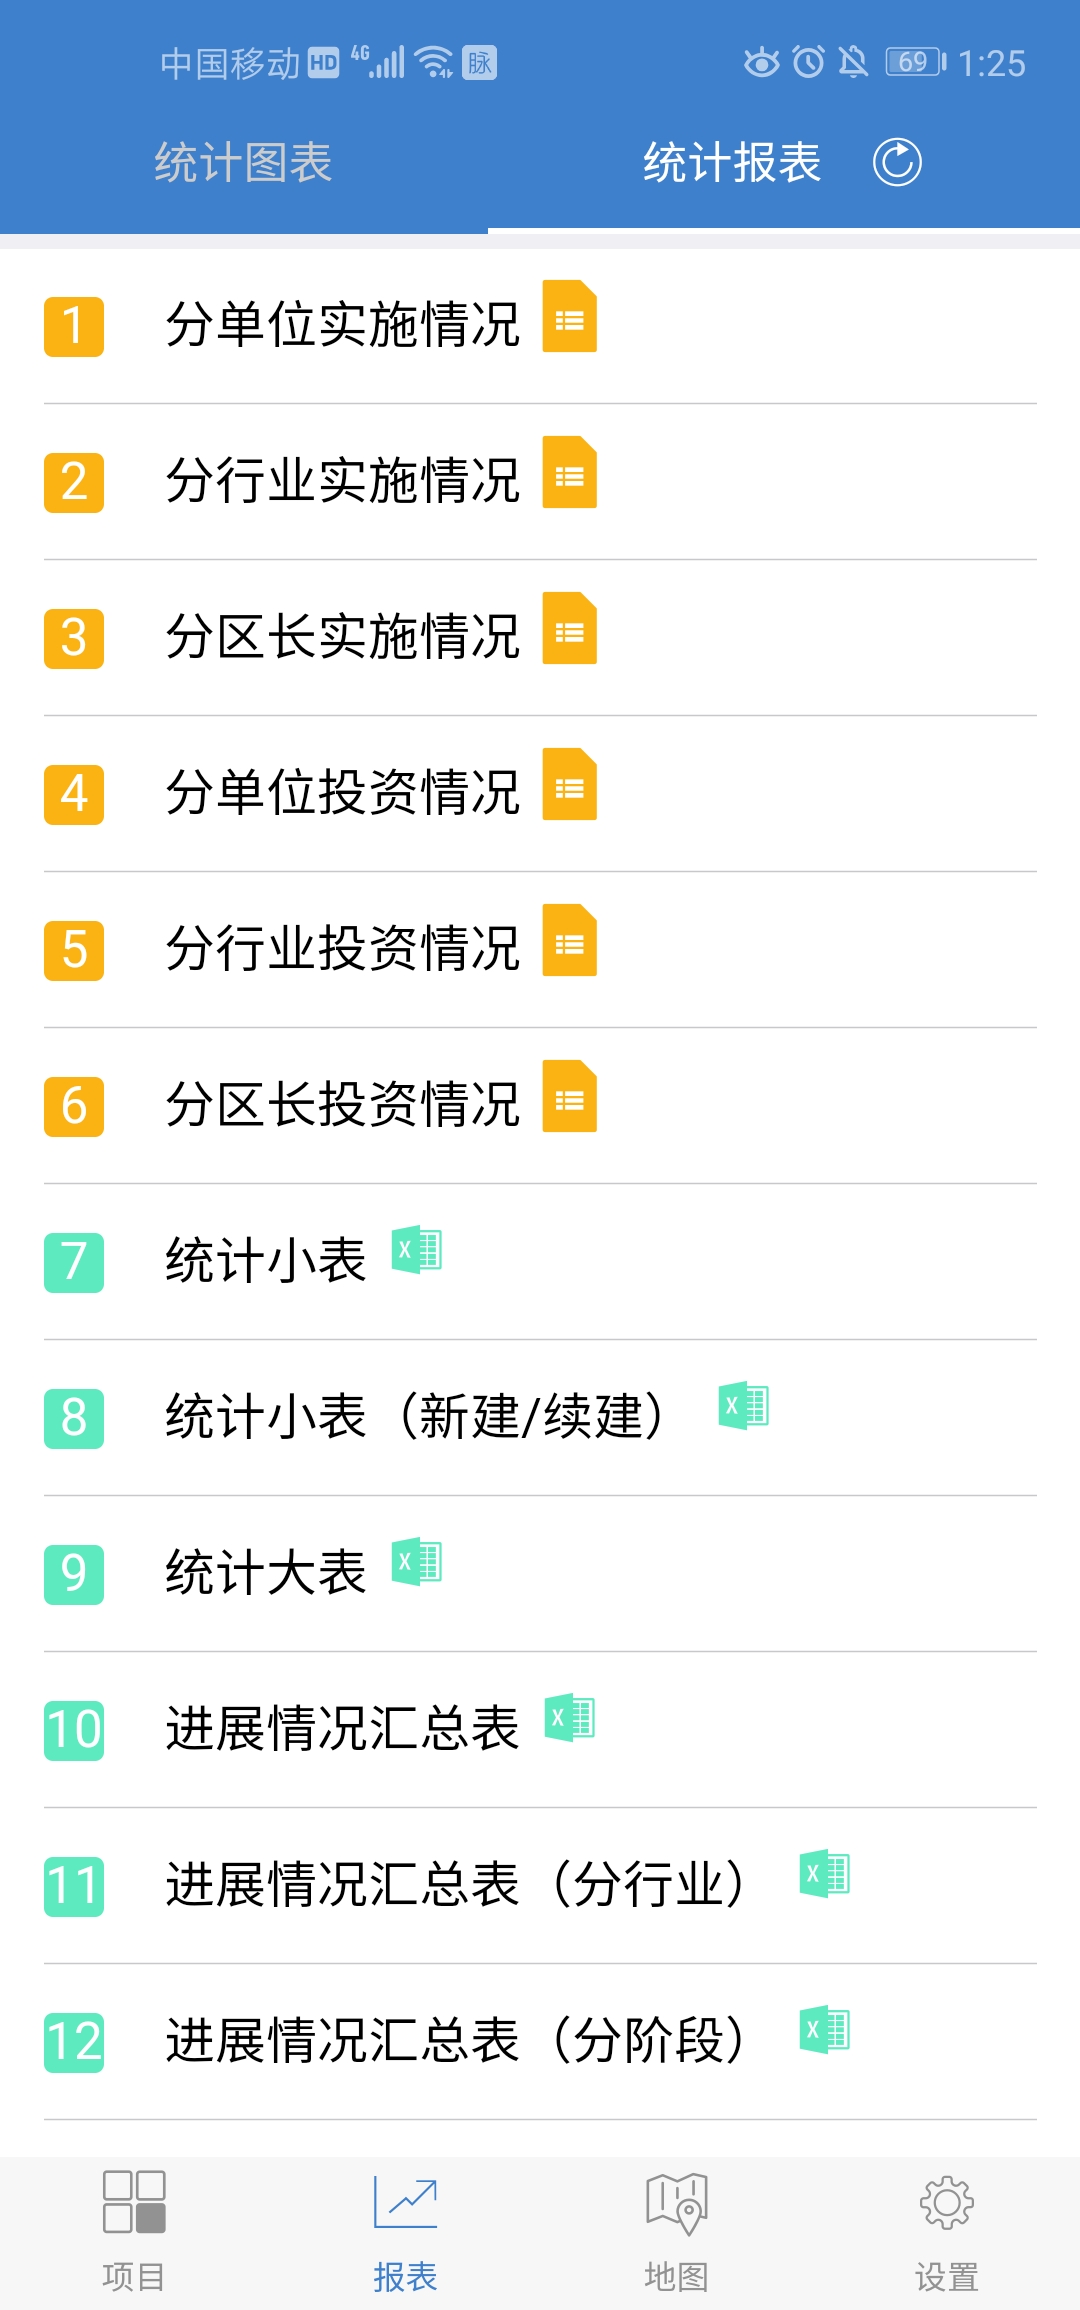 中国移动 HD 4G 脉 69 1:25
统计图表 统计报表
1 分单位实施情况
2 分行业实施情况
3 分区长实施情况
4 分单位投资情况
5 分行业投资情况
6 分区长投资情况
7 统计小表 X
8 统计小表（新建/续建） X
9 统计大表 X
10 进展情况汇总表 X
11 进展情况汇总表（分行业） X
12 进展情况汇总表（分阶段） X
项目 报表 地图 设置